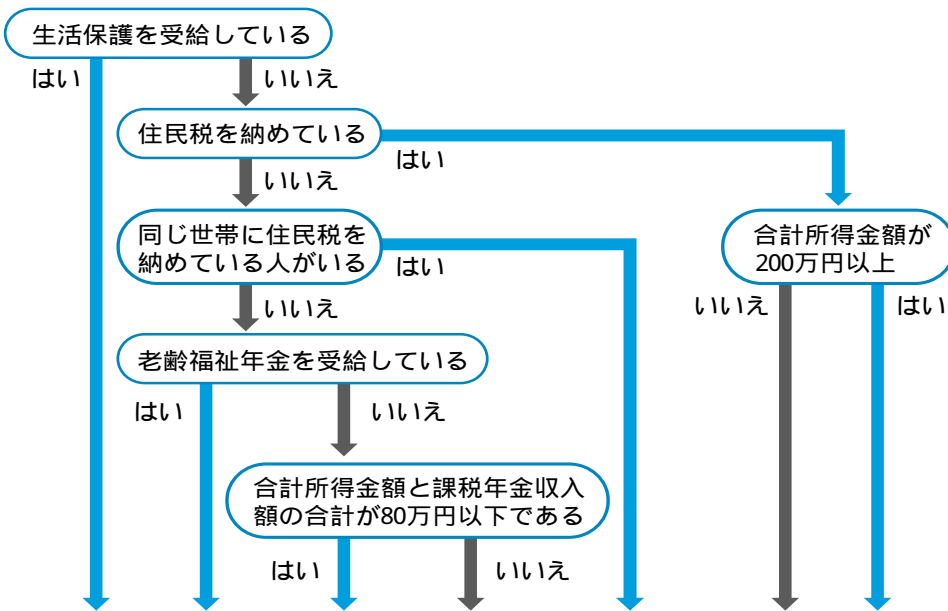 生活保護を受給している
はい
いいえ
住民税を納めている
はい
いいえ
同じ世帯に住民税を
納めている人がいる
はい
いいえ
合計所得金額が
200万円以上
いいえ
はい
老齢福祉年金を受給している
はい
いいえ
合計所得金額と課税年金収入
額の合計が80万円以下である
はい
いいえ